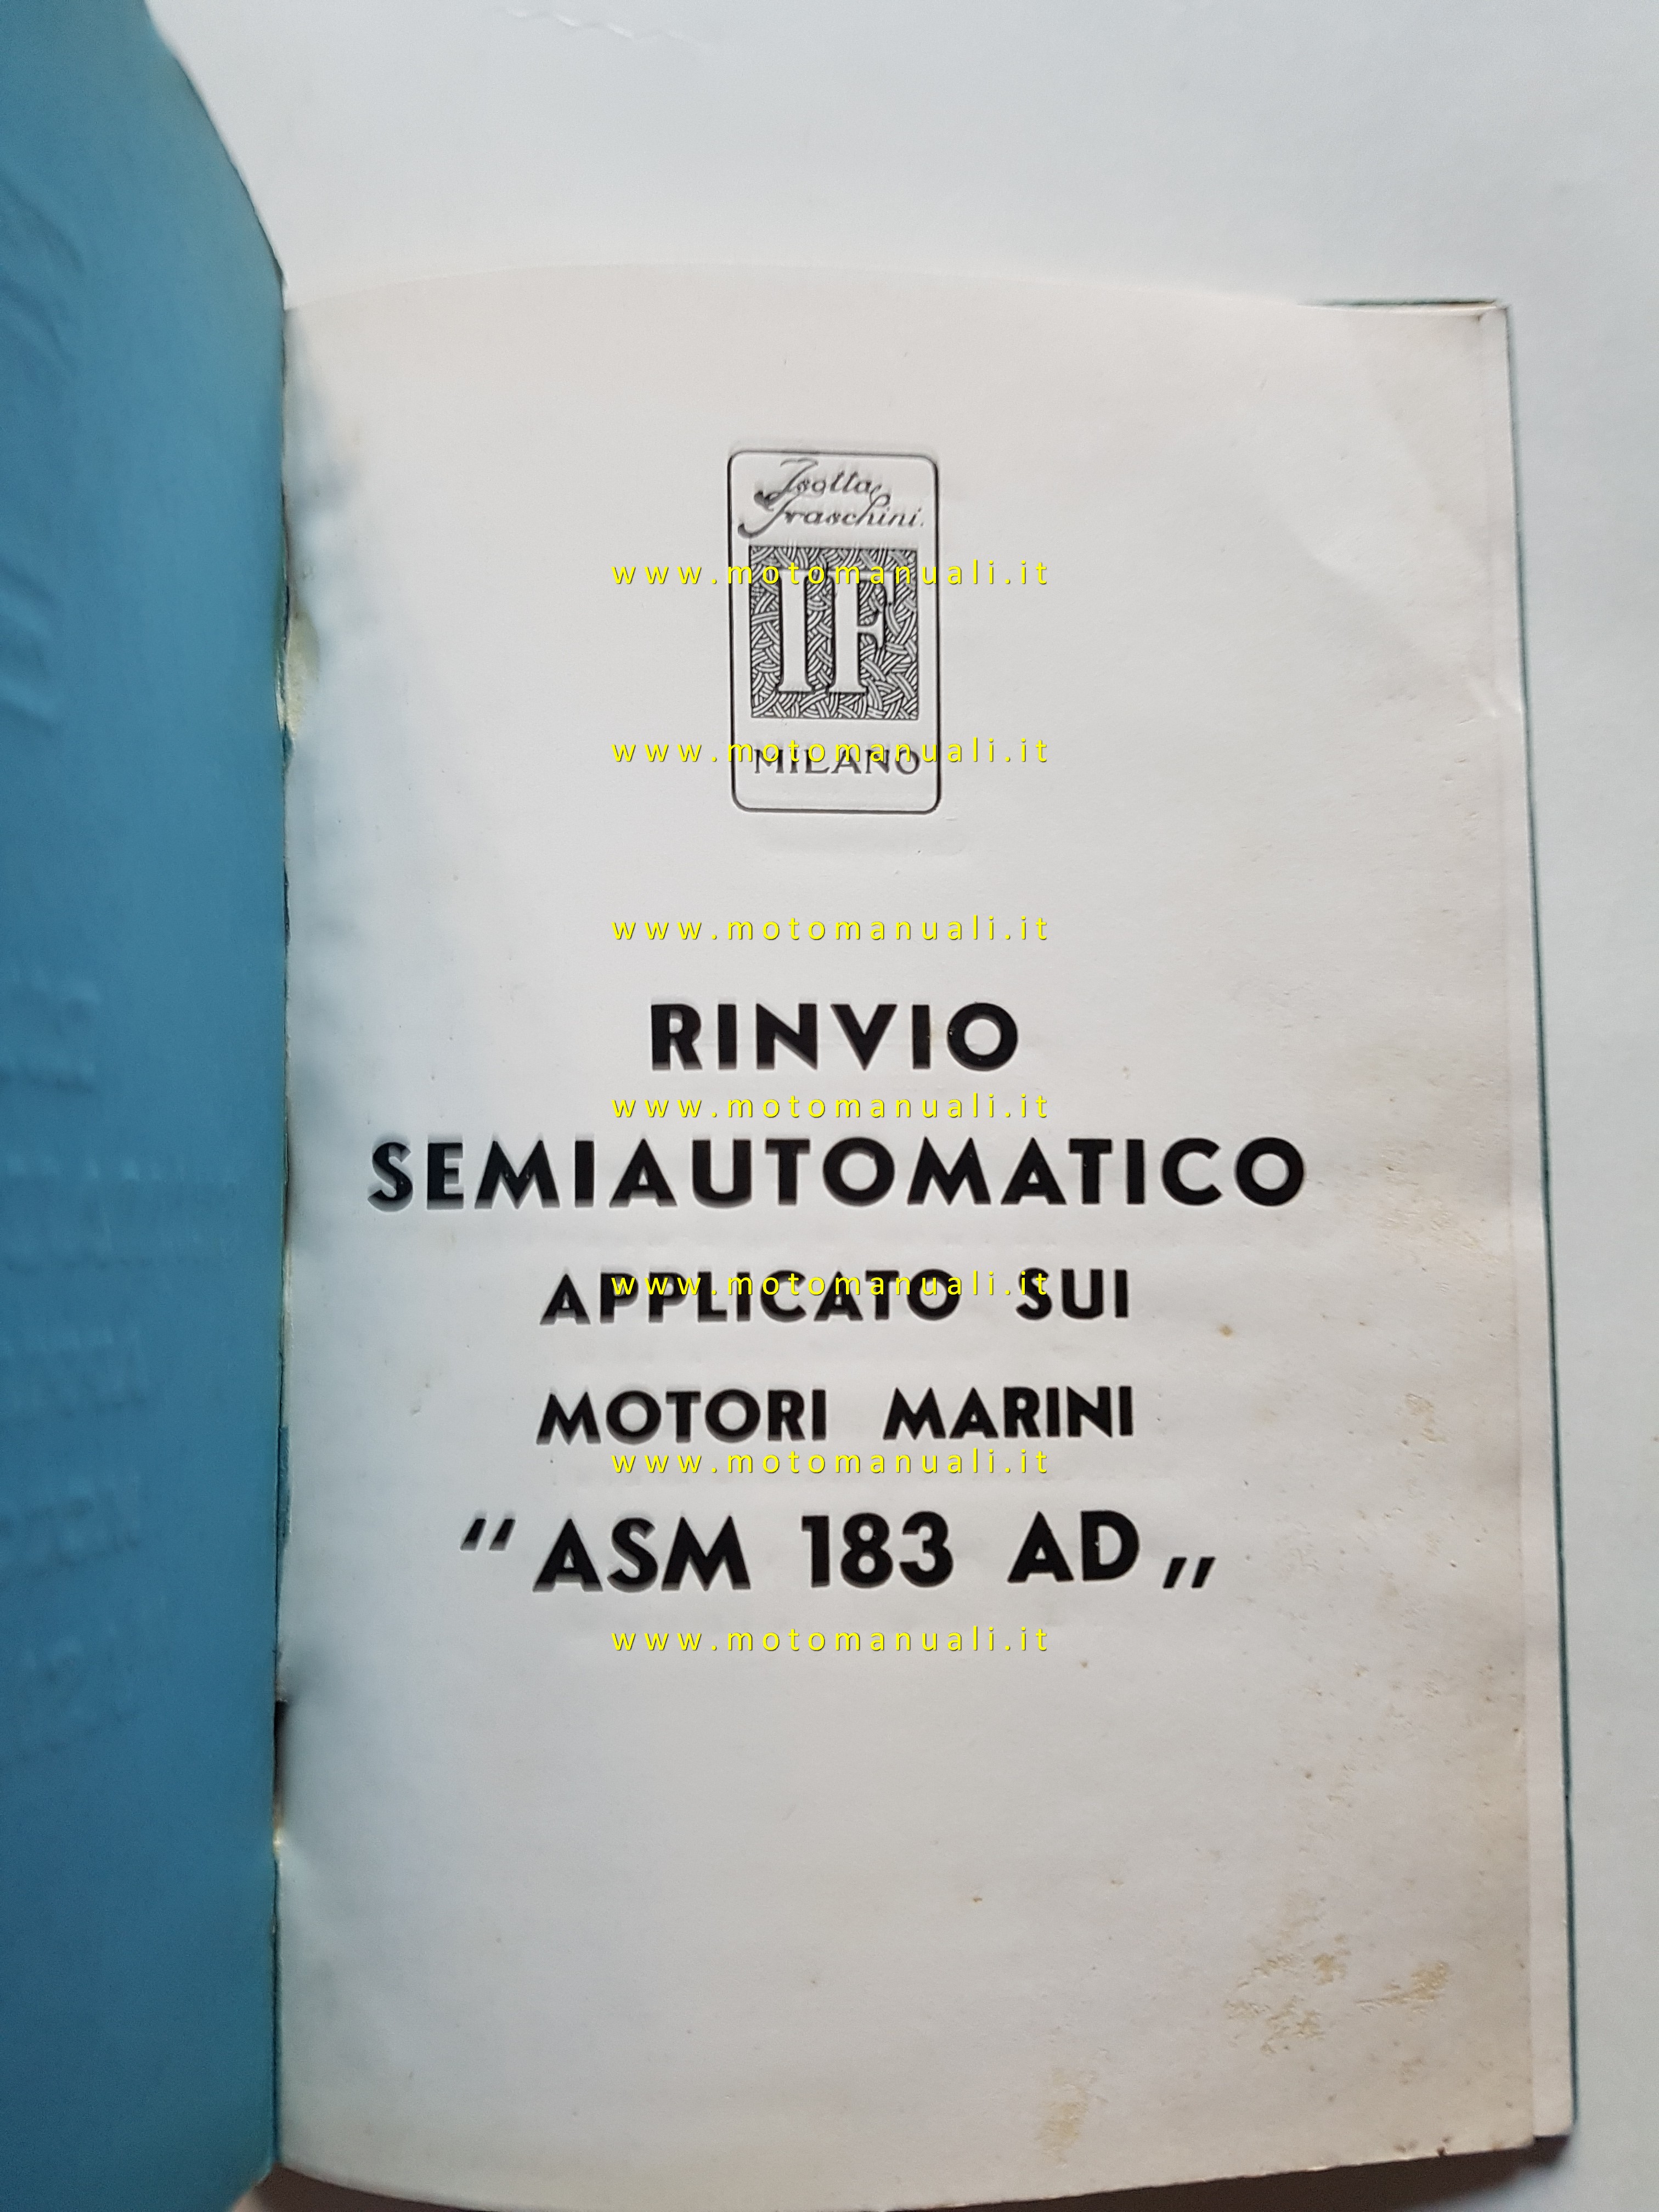 Isotta
Fraschini.
www.motomanuali.it
IF
www.motomanuali.it
MILANO
www.motomanuali.it
RINVIO
www.motomanuali.it
SEMIAUTOMATICO
www.motomanuali.it
APPLICATO SUI
MOTORI MARINI
www.motomanuali.it
“ ASM 183 AD „
www.motomanuali.it